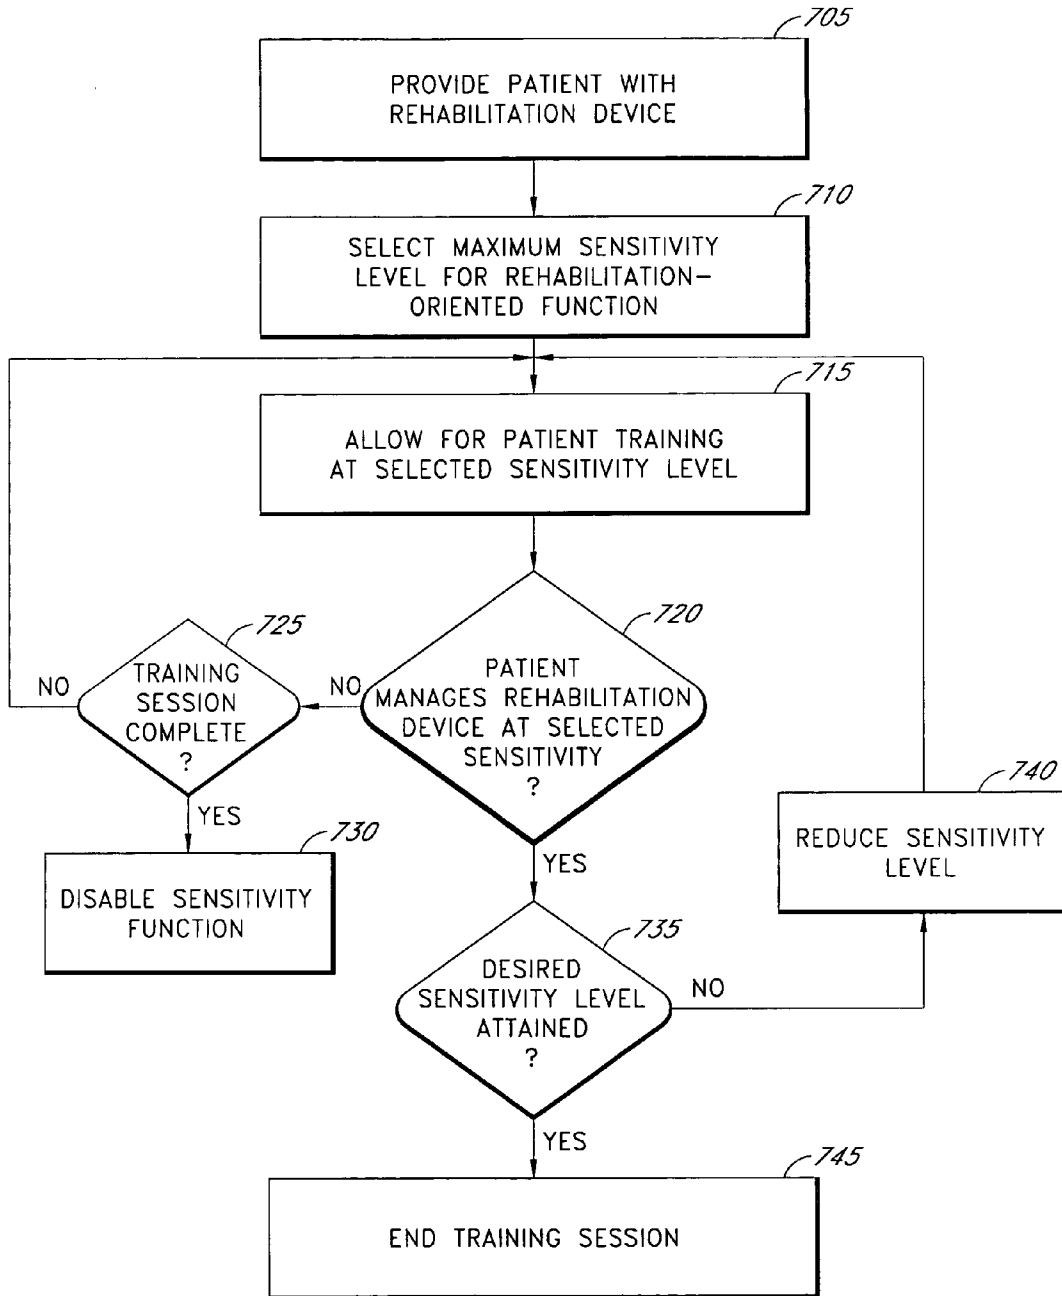 705
PROVIDE PATIENT WITH
REHABILITATION DEVICE
710
SELECT MAXIMUM SENSITIVITY
LEVEL FOR REHABILITATION-
ORIENTED FUNCTION
715
ALLOW FOR PATIENT TRAINING
AT SELECTED SENSITIVITY LEVEL
720
PATIENT
MANAGES REHABILITATION
DEVICE AT SELECTED
SENSITIVITY
?
NO
725
TRAINING
SESSION
COMPLETE
?
NO
YES
730
DISABLE SENSITIVITY
FUNCTION
YES
735
DESIRED
SENSITIVITY LEVEL
ATTAINED
?
NO
740
REDUCE SENSITIVITY
LEVEL
YES
745
END TRAINING SESSION